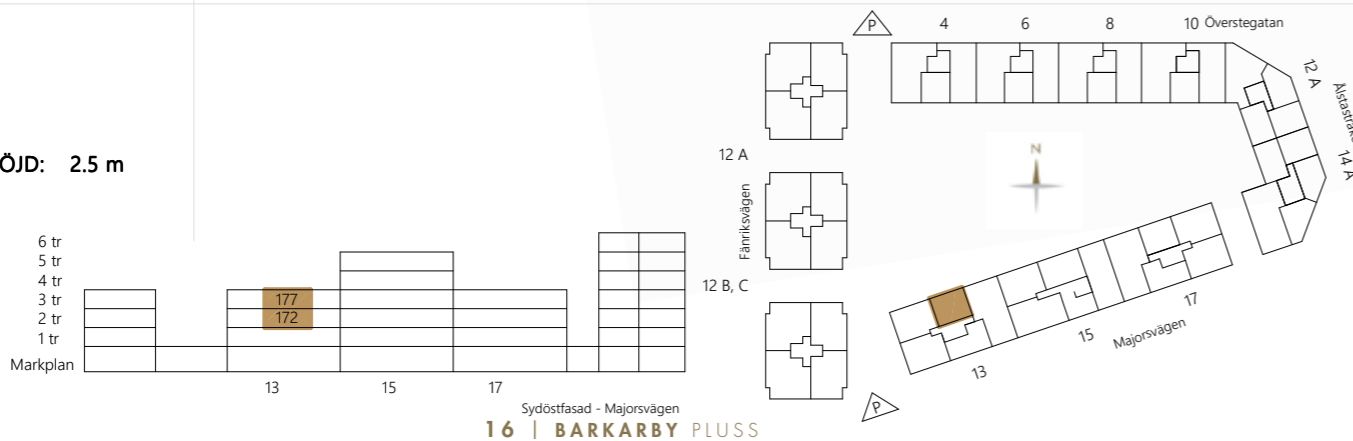 ÖJD: 2.5 m
6 tr
5 tr
4 tr
3 tr
2 tr
1 tr
Markplan
177
172
13 15 17
Sydöstfasad - Majorsvägen
P
4 6 8 10 Överstegatan
12 A
14 A
N
12 A
Fänriksvägen
12 B, C
13
15
17
Majorsvägen
P
16 | BARKARBY PLUSS